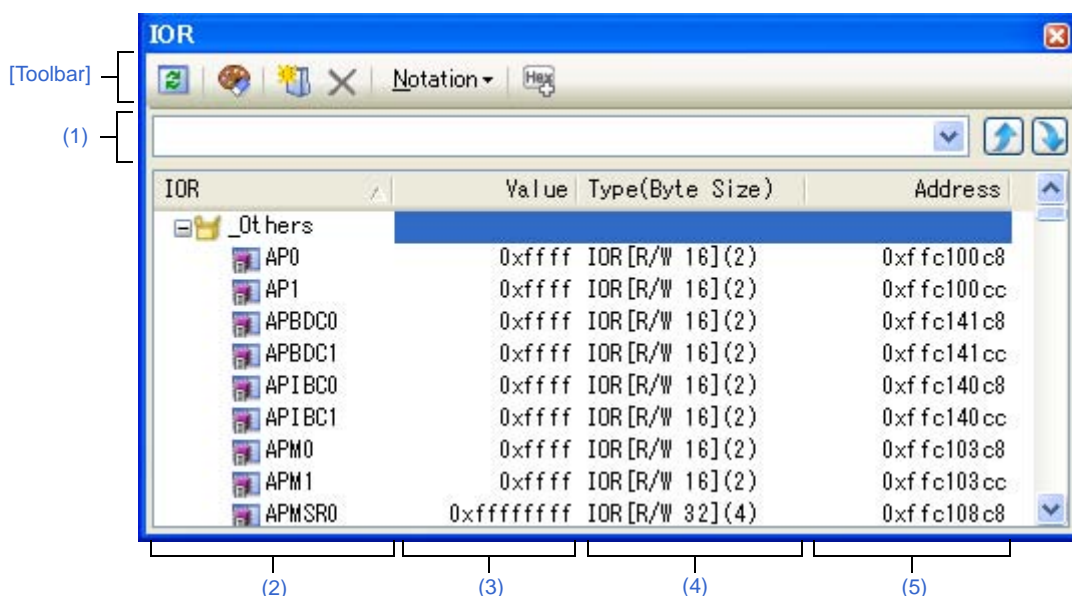 IOR
[Toolbar]
Notation
Hex
(1)
IOR Value Type(Byte Size) Address
_Others
AP0 0xffff IOR[R/W 16](2) 0xffc100c8
AP1 0xffff IOR[R/W 16](2) 0xffc100cc
APBDC0 0xffff IOR[R/W 16](2) 0xffc141c8
APBDC1 0xffff IOR[R/W 16](2) 0xffc141cc
APIBC0 0xffff IOR[R/W 16](2) 0xffc140c8
APIBC1 0xffff IOR[R/W 16](2) 0xffc140cc
APM0 0xffff IOR[R/W 16](2) 0xffc103c8
APM1 0xffff IOR[R/W 16](2) 0xffc103cc
APMSR0 0xffffffff IOR[R/W 32](4) 0xffc108c8
(2) (3) (4) (5)